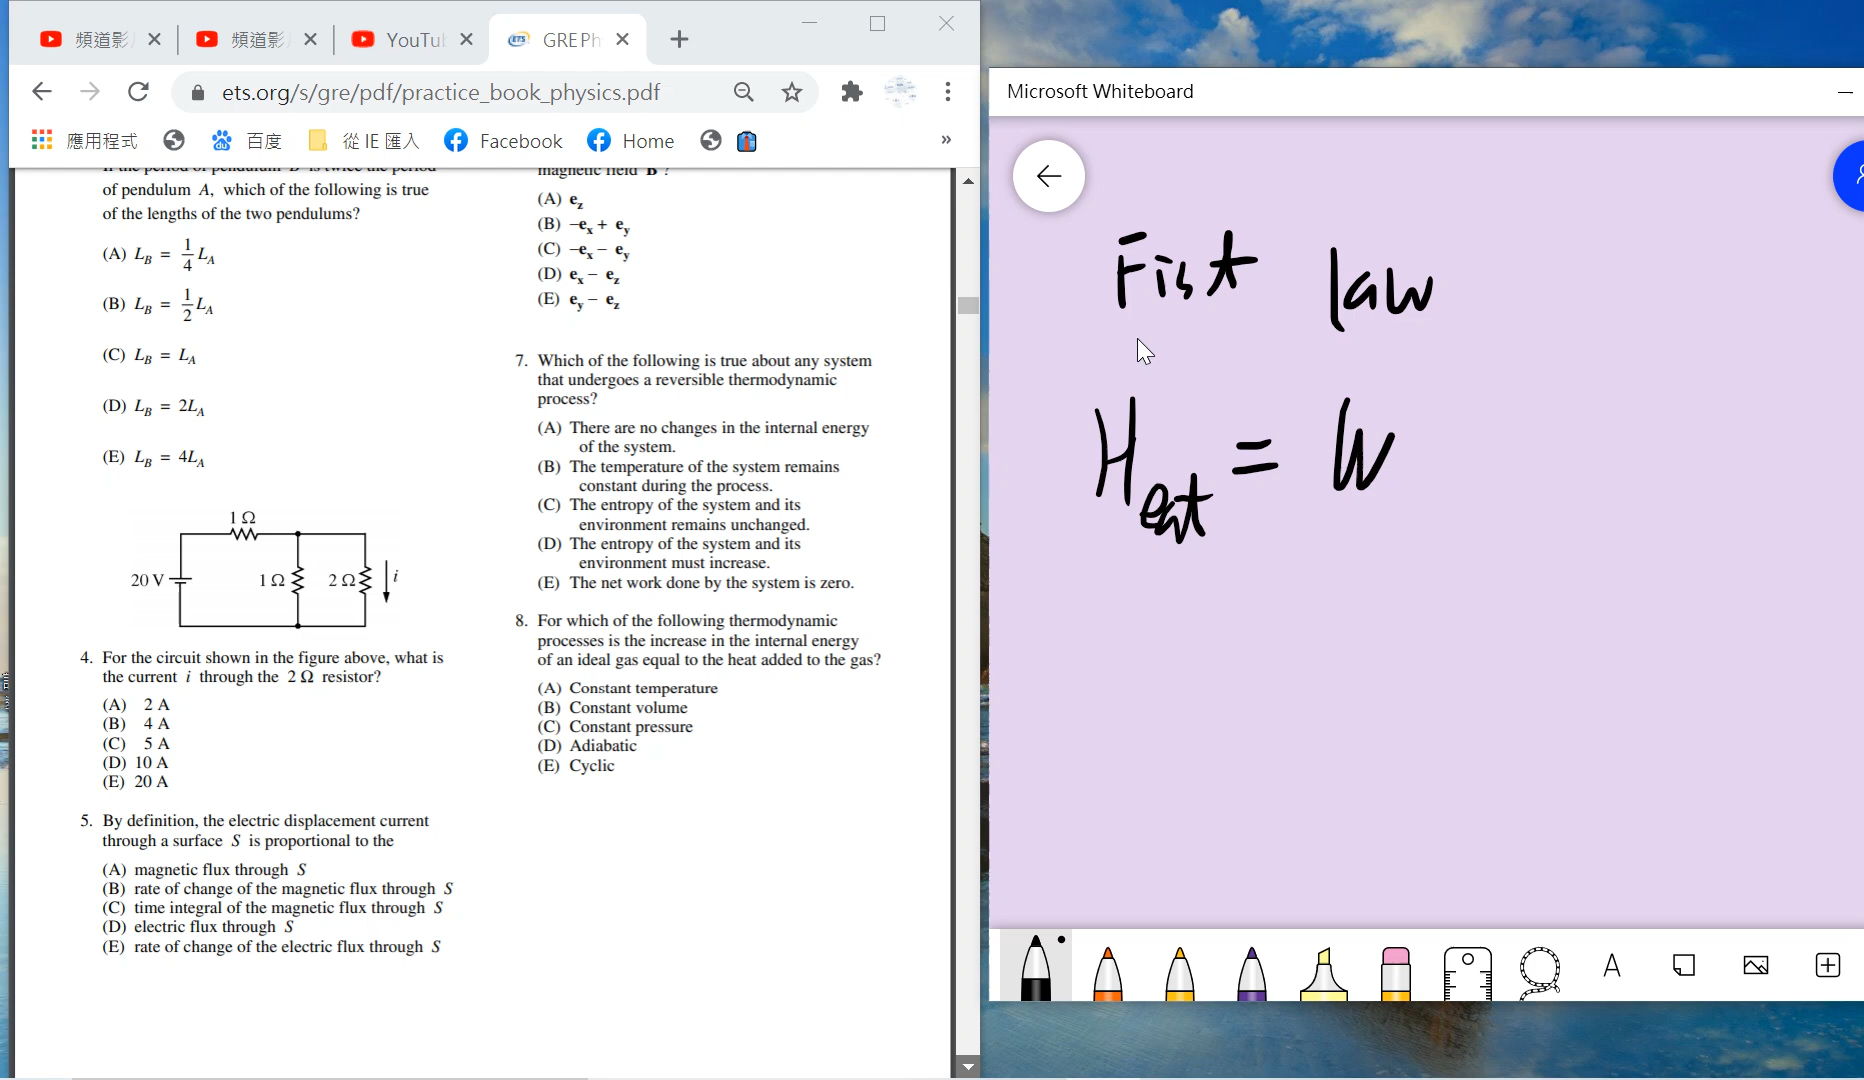 頻道影
頻道影
YouTu
GRE Ph
ets.org/s/gre/pdf/practice_book_physics.pdf
應用程式
百度
從 IE 匯入
Facebook
Home
»
of pendulum A, which of the following is true
of the lengths of the two pendulums?
(A) L_B = 1/4 L_A
(B) L_B = 1/2 L_A
(C) L_B = L_A
(D) L_B = 2L_A
(E) L_B = 4L_A
1 Ω
20 V
1 Ω
2 Ω
i
4. For the circuit shown in the figure above, what is
the current i through the 2 Ω resistor?
(A) 2 A
(B) 4 A
(C) 5 A
(D) 10 A
(E) 20 A
5. By definition, the electric displacement current
through a surface S is proportional to the
(A) magnetic flux through S
(B) rate of change of the magnetic flux through S
(C) time integral of the magnetic flux through S
(D) electric flux through S
(E) rate of change of the electric flux through S
magnetic field B ?
(A) e_z
(B) −e_x + e_y
(C) −e_x − e_y
(D) e_x − e_z
(E) e_y − e_z
7. Which of the following is true about any system
that undergoes a reversible thermodynamic
process?
(A) There are no changes in the internal energy
of the system.
(B) The temperature of the system remains
constant during the process.
(C) The entropy of the system and its
environment remains unchanged.
(D) The entropy of the system and its
environment must increase.
(E) The net work done by the system is zero.
8. For which of the following thermodynamic
processes is the increase in the internal energy
of an ideal gas equal to the heat added to the gas?
(A) Constant temperature
(B) Constant volume
(C) Constant pressure
(D) Adiabatic
(E) Cyclic
Microsoft Whiteboard
Fist law
Heat = W